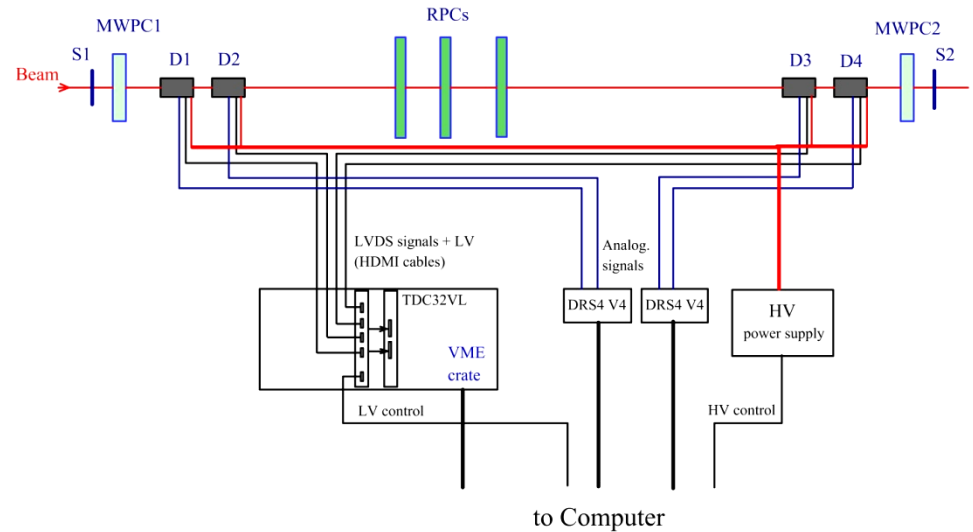 RPCs
MWPC1
MWPC2
S1
D1
D2
D3
D4
S2
Beam
LVDS signals + LV
(HDMI cables)
Analog.
signals
TDC32VL
DRS4 V4
DRS4 V4
HV
power supply
VME
crate
LV control
HV control
to Computer